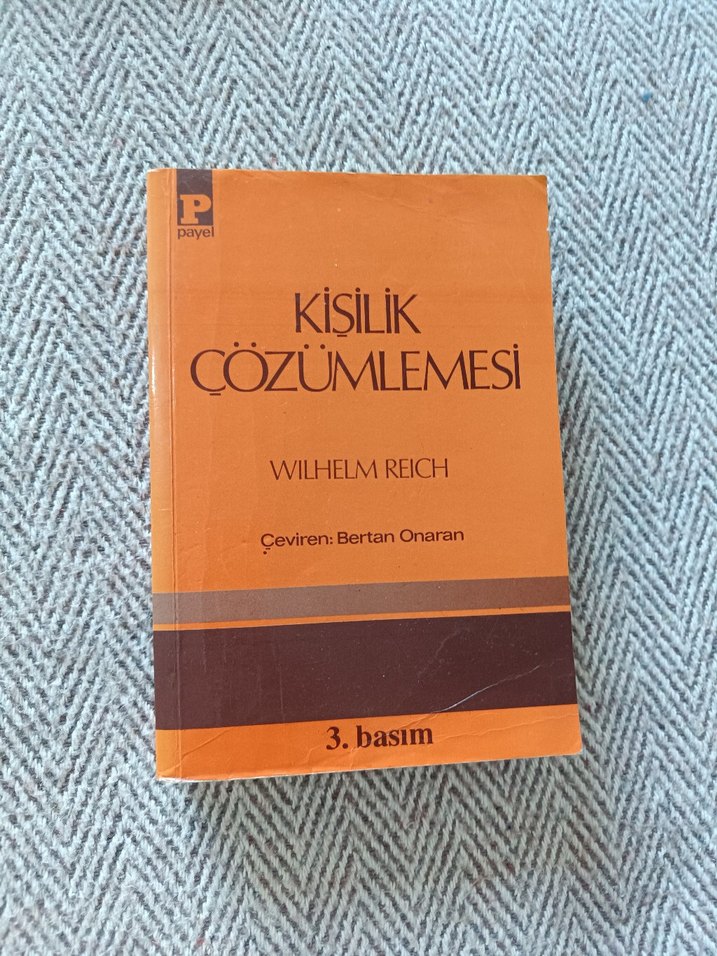 P
payel
KİŞİLİK
ÇÖZÜMLEMESİ
WILHELM REICH
Çeviren: Bertan Onaran
3. basım